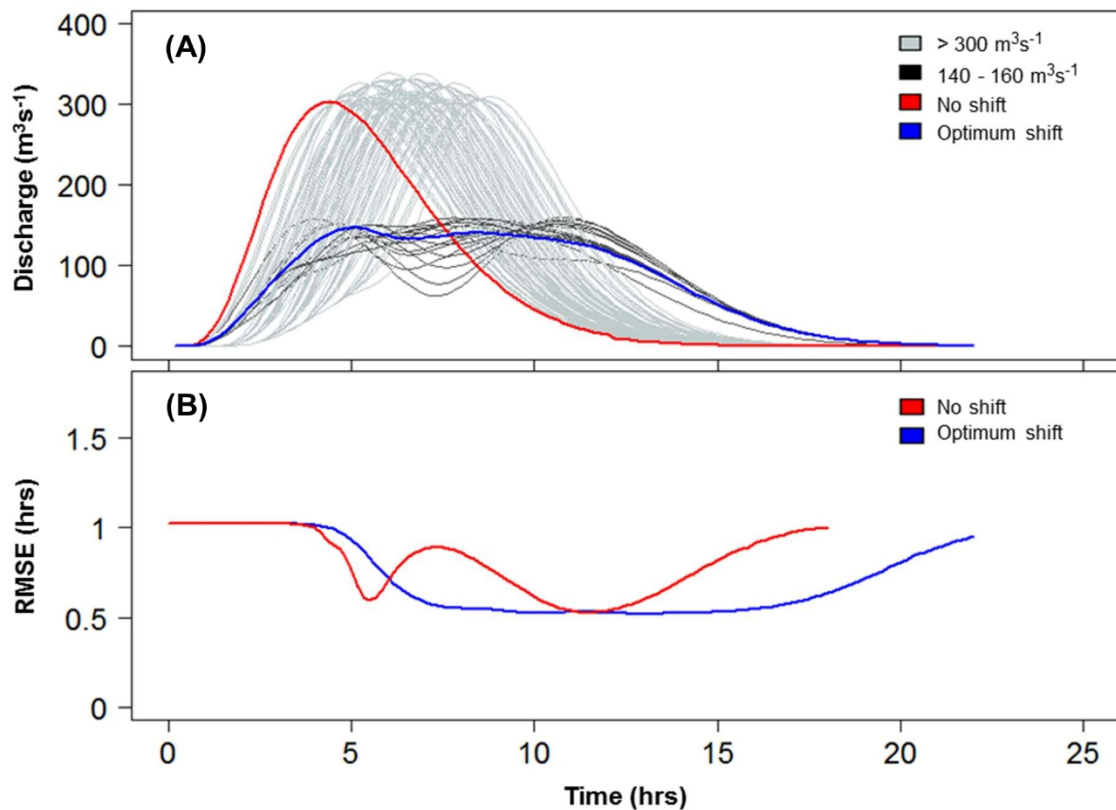 (A)
> 300 m³s⁻¹
140 - 160 m³s⁻¹
No shift
Optimum shift
Discharge (m³s⁻¹)
400
300
200
100
0
(B)
No shift
Optimum shift
RMSE (hrs)
1.5
1
0.5
0
0 5 10 15 20 25
Time (hrs)